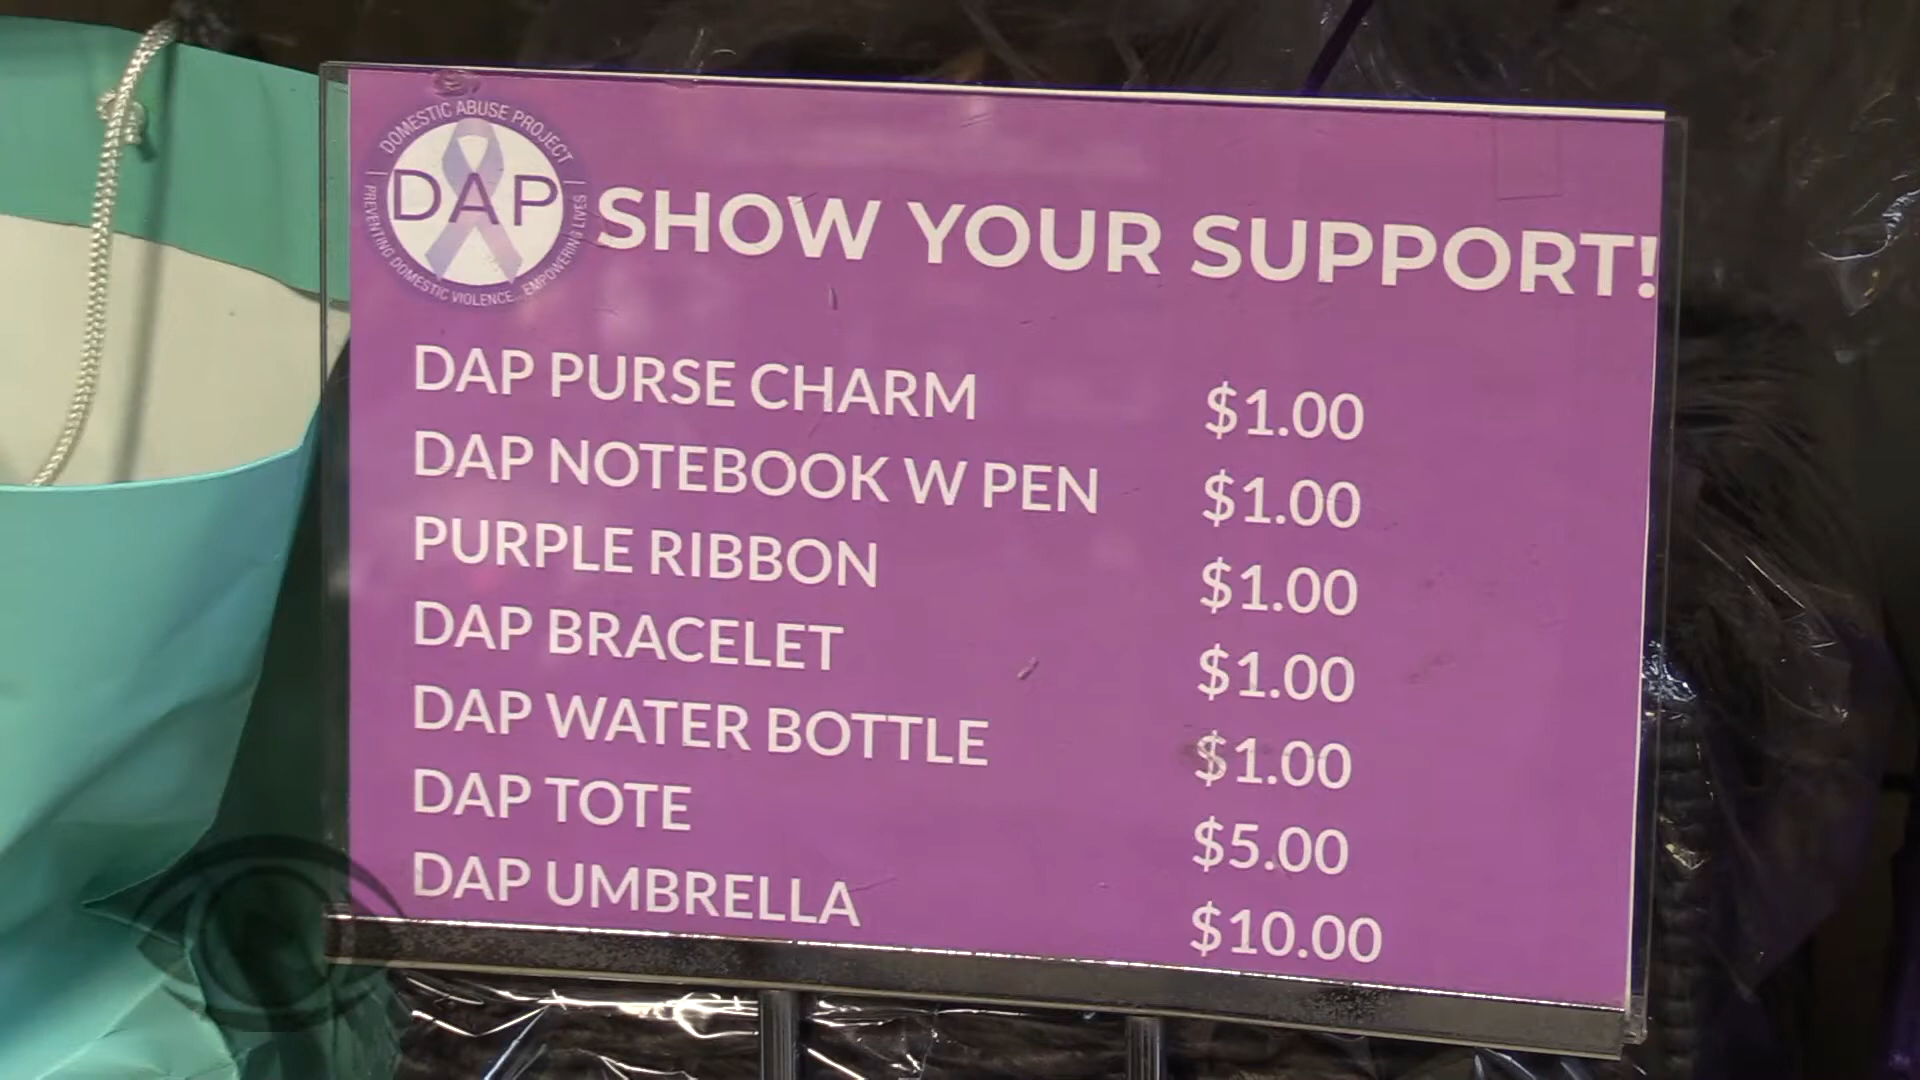 DOMESTIC ABUSE PROJECT
DAP
PREVENTING DOMESTIC VIOLENCE... EMPOWERING LIVES
SHOW YOUR SUPPORT!
DAP PURSE CHARM $1.00
DAP NOTEBOOK W PEN $1.00
PURPLE RIBBON $1.00
DAP BRACELET $1.00
DAP WATER BOTTLE $1.00
DAP TOTE $5.00
DAP UMBRELLA $10.00